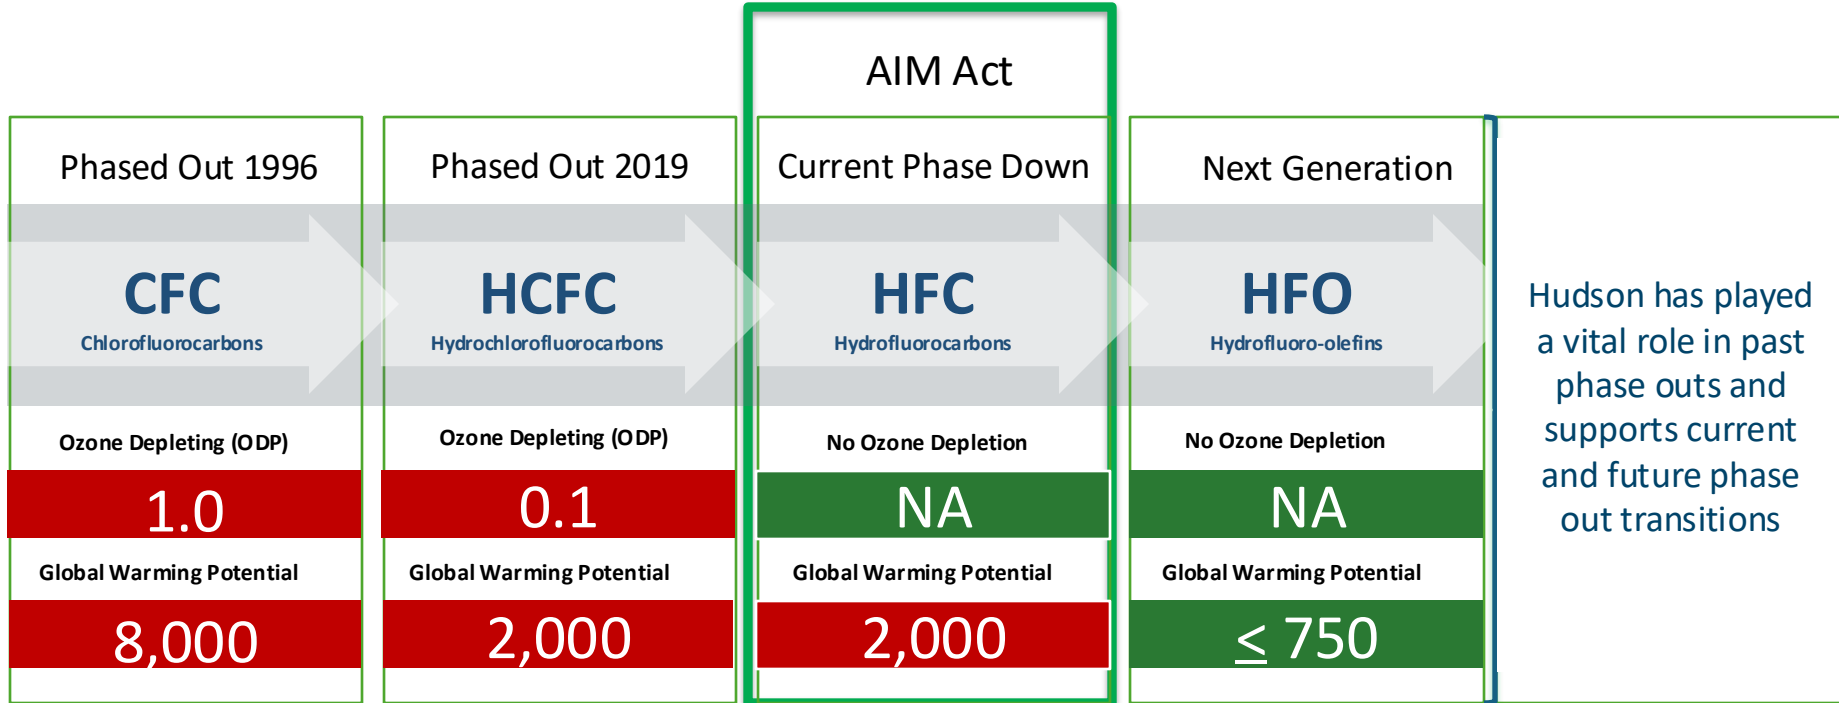 AIM Act
Phased Out 1996
CFC
Chlorofluorocarbons
Ozone Depleting (ODP)
1.0
Global Warming Potential
8,000
Phased Out 2019
HCFC
Hydrochlorofluorocarbons
Ozone Depleting (ODP)
0.1
Global Warming Potential
2,000
Current Phase Down
HFC
Hydrofluorocarbons
No Ozone Depletion
NA
Global Warming Potential
2,000
Next Generation
HFO
Hydrofluoro-olefins
No Ozone Depletion
NA
Global Warming Potential
≤ 750
Hudson has played
a vital role in past
phase outs and
supports current
and future phase
out transitions